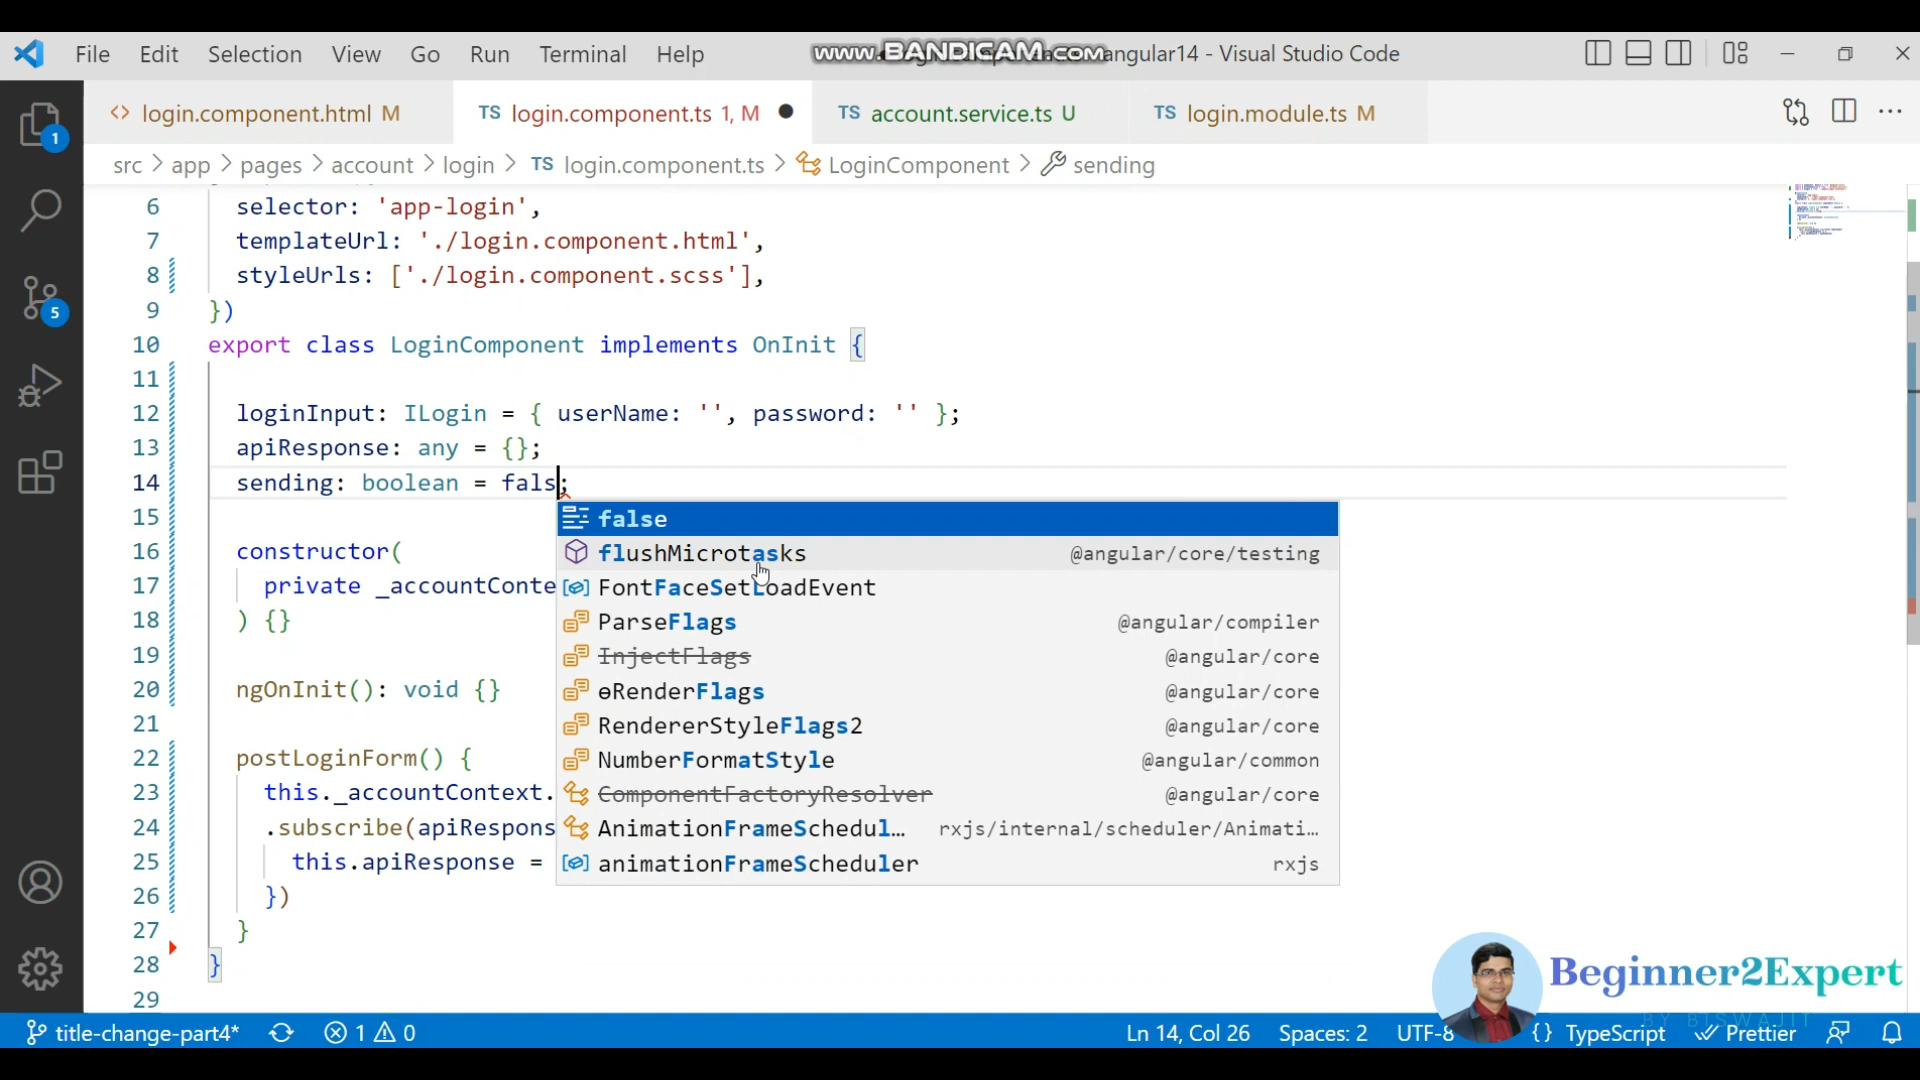 File Edit Selection View Go Run Terminal Help
www.BANDICAM.com
angular14 - Visual Studio Code
login.component.html M
TS login.component.ts 1, M
TS account.service.ts U
TS login.module.ts M
src > app > pages > account > login > TS login.component.ts > LoginComponent > sending
6 selector: 'app-login',
7 templateUrl: './login.component.html',
8 styleUrls: ['./login.component.scss'],
9 })
10 export class LoginComponent implements OnInit {
11
12 loginInput: ILogin = { userName: '', password: '' };
13 apiResponse: any = {};
14 sending: boolean = fals;
15
16 constructor(
17 private _accountConte
18 ) {}
19
20 ngOnInit(): void {}
21
22 postLoginForm() {
23 this._accountContext.
24 .subscribe(apiRespons
25 this.apiResponse =
26 })
27 }
28 }
29
false
flushMicrotasks @angular/core/testing
FontFaceSetLoadEvent
ParseFlags @angular/compiler
InjectFlags @angular/core
ɵRenderFlags @angular/core
RendererStyleFlags2 @angular/core
NumberFormatStyle @angular/common
ComponentFactoryResolver @angular/core
AnimationFrameSchedul… rxjs/internal/scheduler/Animati…
animationFrameScheduler rxjs
1
5
Beginner2Expert
BY BISWAJIT
title-change-part4* 1 0 Ln 14, Col 26 Spaces: 2 UTF-8 {} TypeScript Prettier